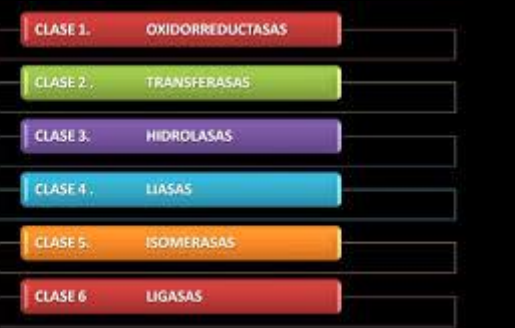 CLASE 1. OXIDORREDUCTASAS
CLASE 2 . TRANSFERASAS
CLASE 3. HIDROLASAS
CLASE 4 . LIASAS
CLASE 5. ISOMERASAS
CLASE 6 LIGASAS